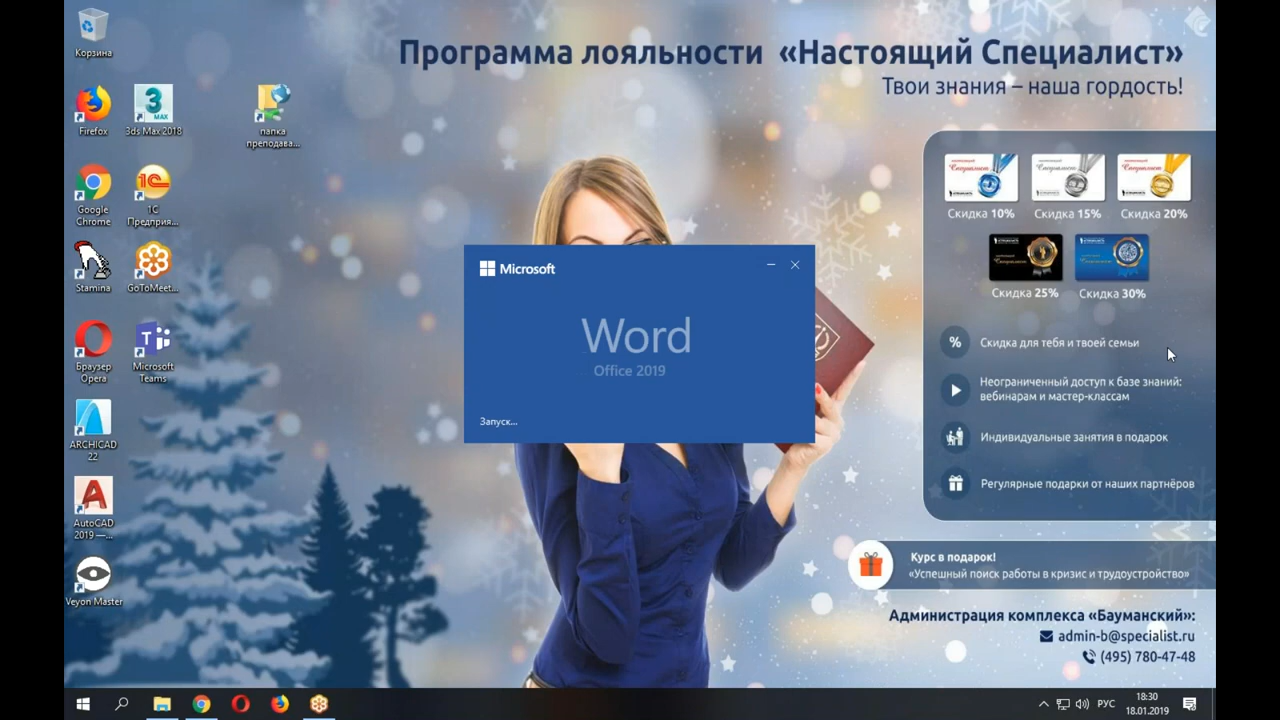 Программа лояльности «Настоящий Специалист»
Твои знания – наша гордость!
Корзина
Firefox
3ds Max 2018
папка
преподава...
Google
Chrome
1С
Предприя...
Stamina
GoToMeet...
Браузер
Opera
Microsoft
Teams
ARCHICAD
22
AutoCAD
2019 —...
Veyon Master
Microsoft
Word
Office 2019
Запуск...
Скидка 10%
Скидка 15%
Скидка 20%
Скидка 25%
Скидка 30%
% Скидка для тебя и твоей семьи
Неограниченный доступ к базе знаний:
вебинарам и мастер-классам
Индивидуальные занятия в подарок
Регулярные подарки от наших партнёров
Курс в подарок!
«Успешный поиск работы в кризис и трудоустройство»
Администрация комплекса «Бауманский»:
admin-b@specialist.ru
(495) 780-47-48
РУС
18:30
18.01.2019